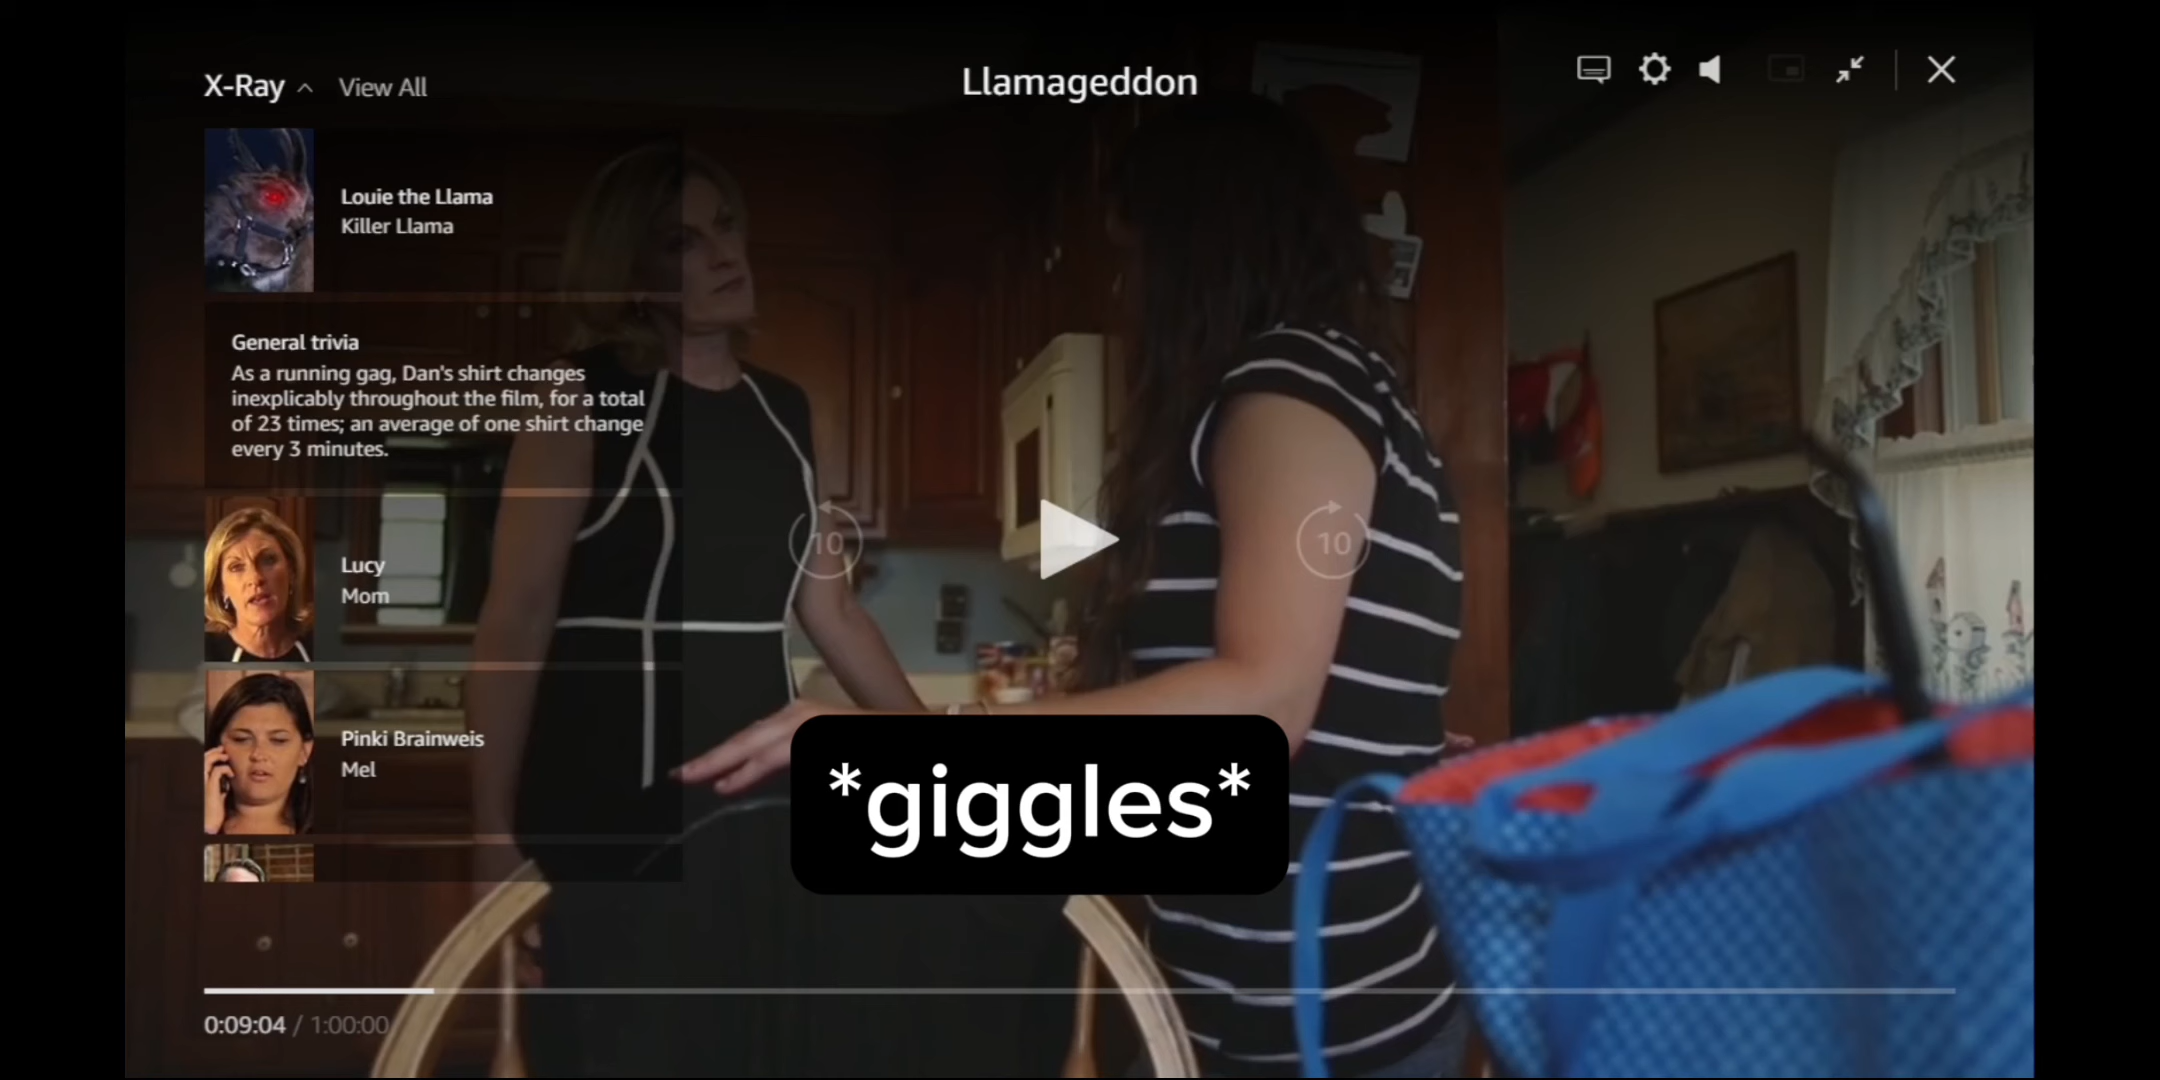 X-Ray View All
Llamageddon
Louie the Llama
Killer Llama
General trivia
As a running gag, Dan's shirt changes
inexplicably throughout the film, for a total
of 23 times; an average of one shirt change
every 3 minutes.
Lucy
Mom
10
10
Pinki Brainweis
Mel
*giggles*
0:09:04 / 1:00:00